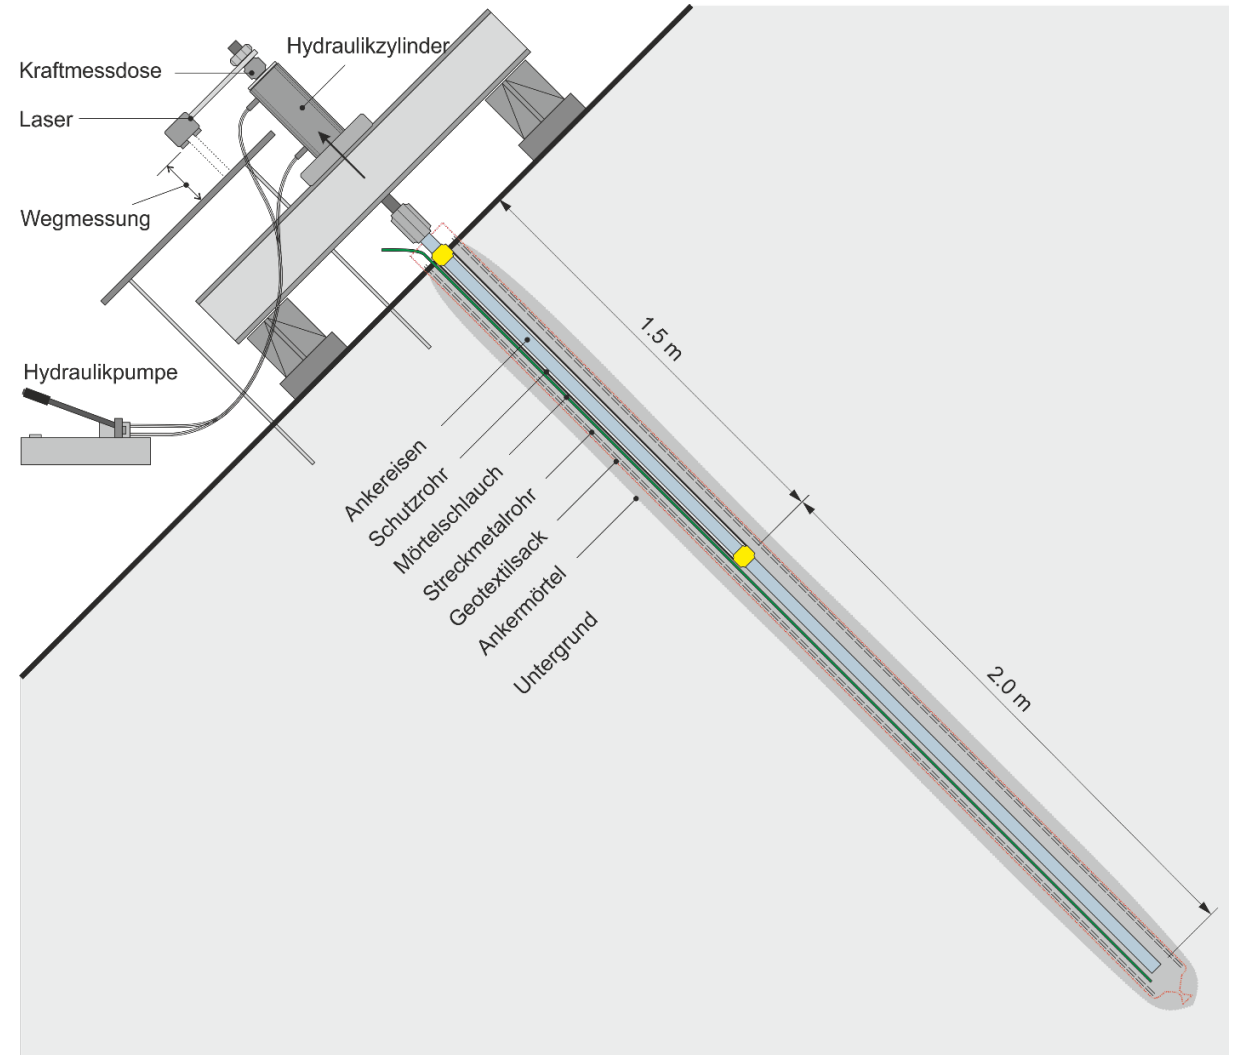 Hydraulikzylinder
Kraftmessdose
Laser
Wegmessung
1.5 m
Hydraulikpumpe
Ankereisen
Schutzrohr
Mörtelschlauch
Streckmetalrohr
Geotextilsack
Ankermörtel
Untergrund
2.0 m